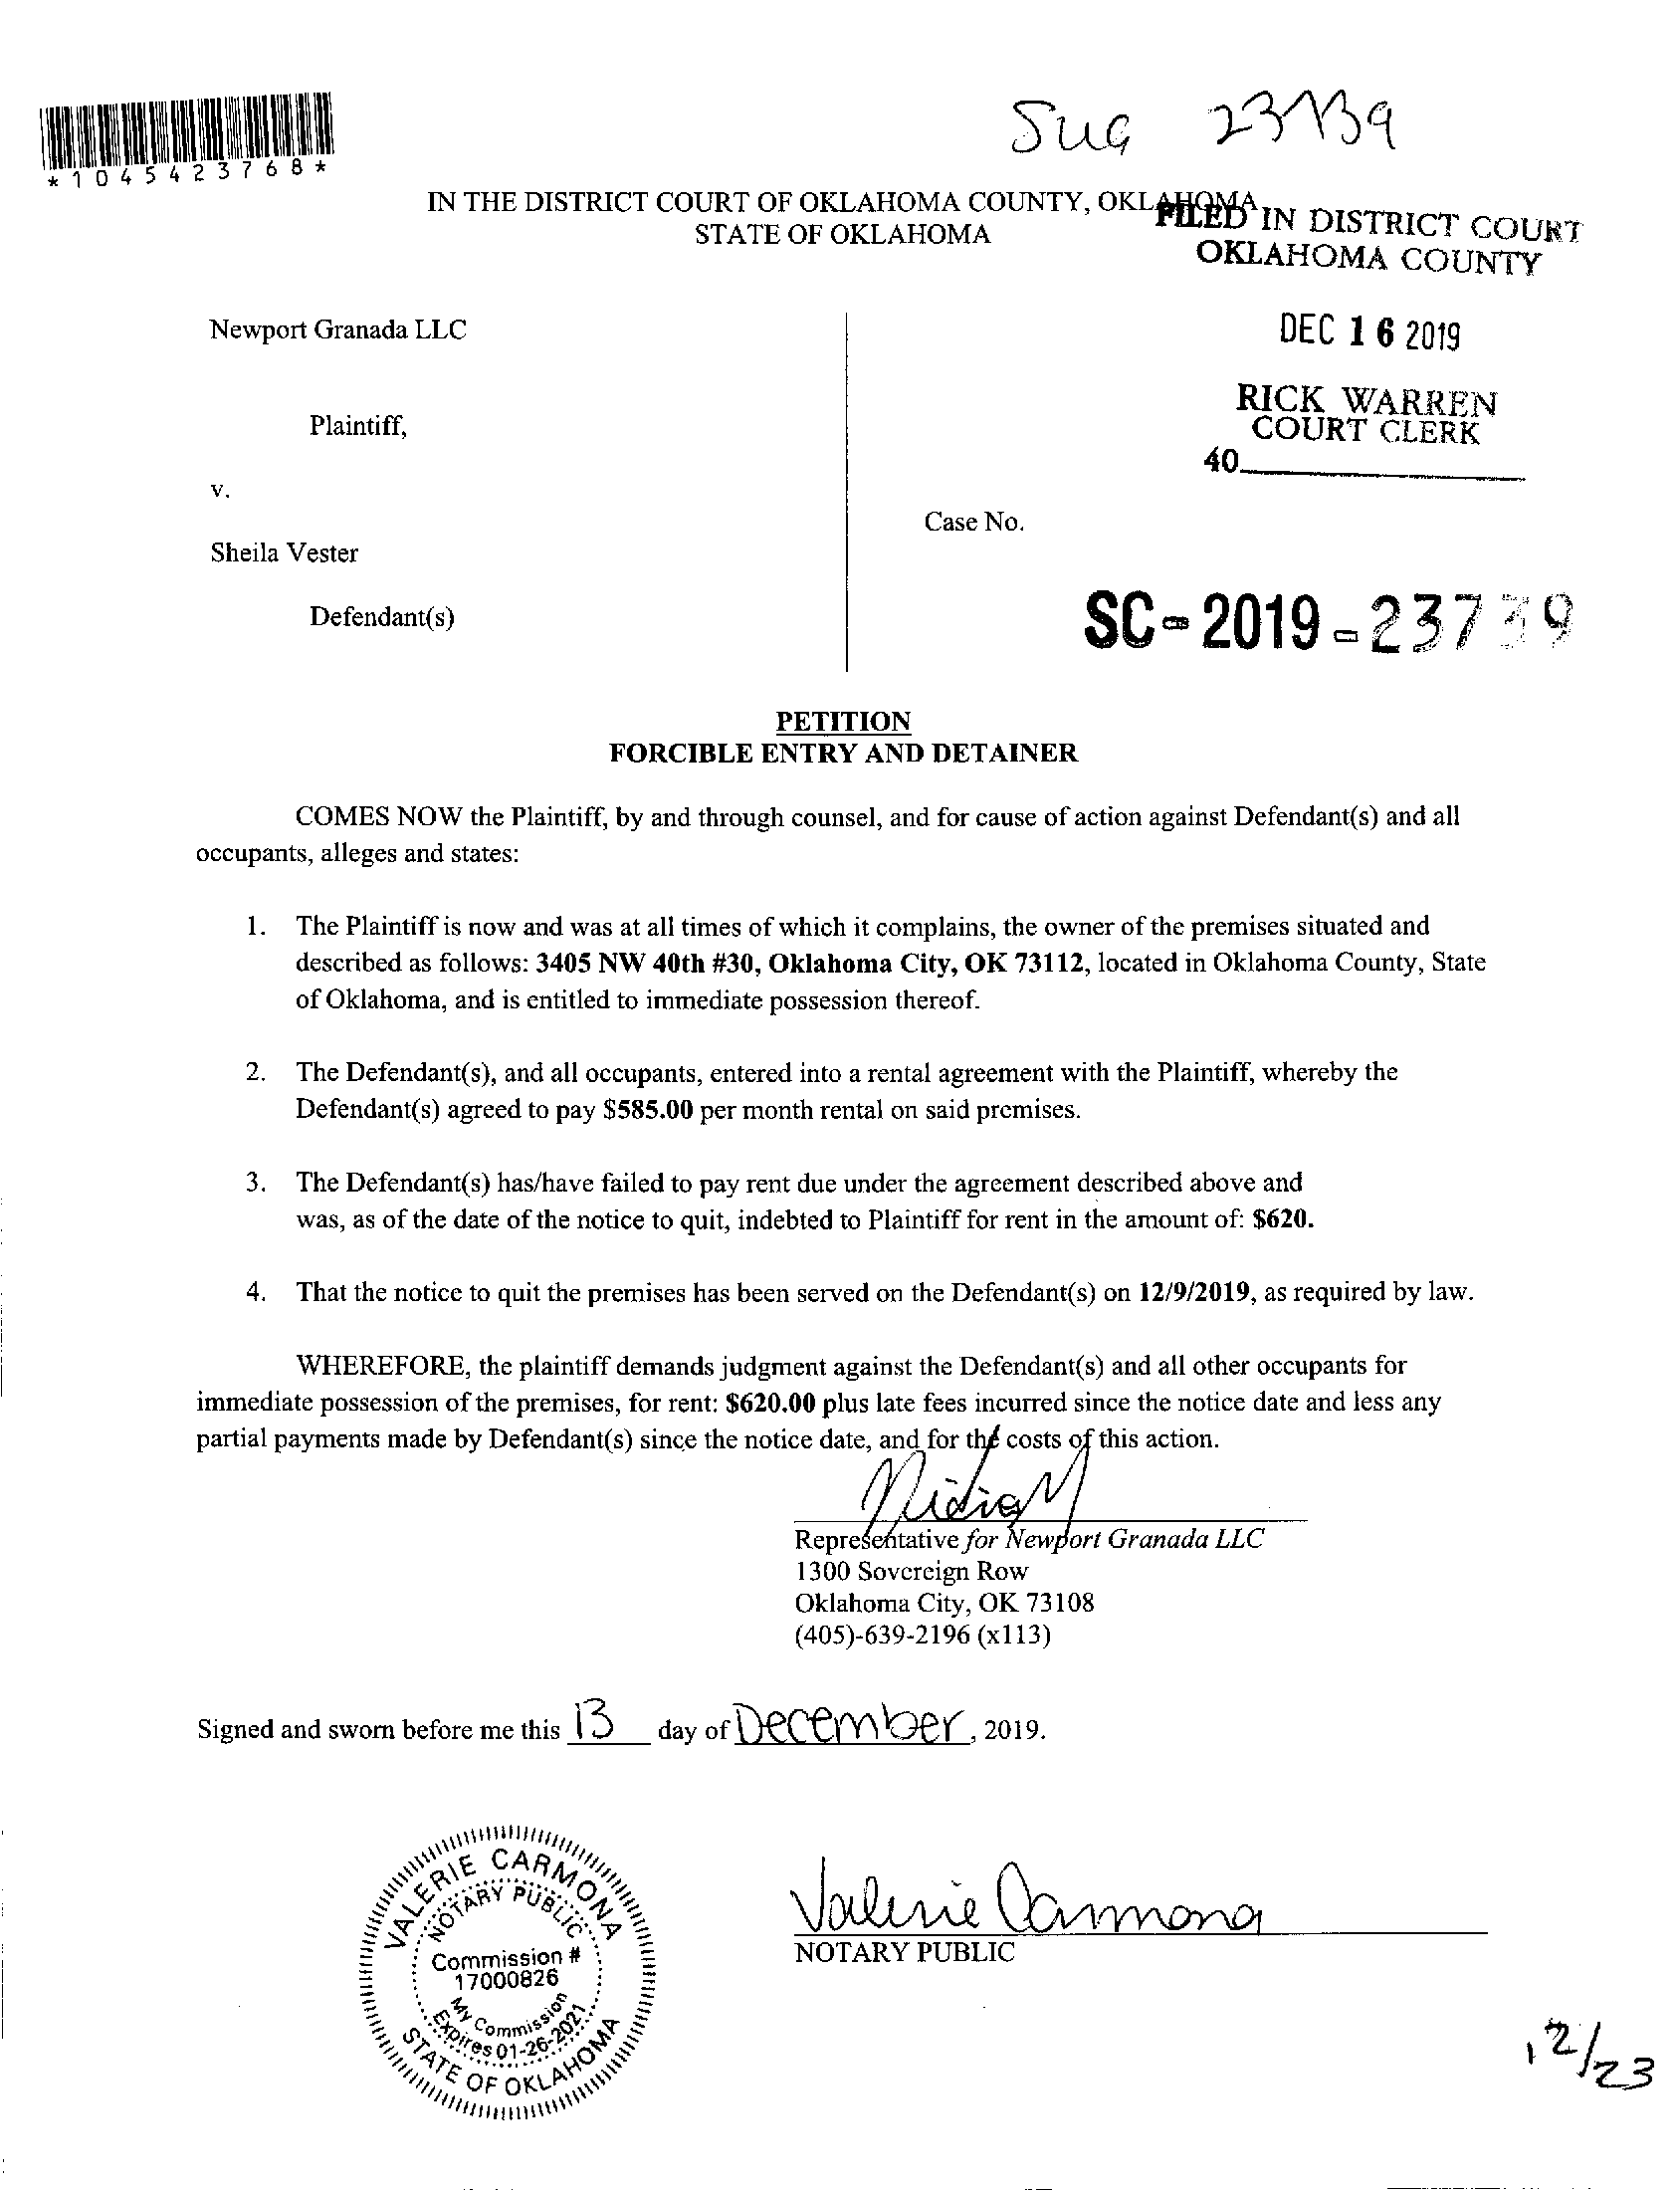 *1045423768*
Sug 23739
IN THE DISTRICT COURT OF OKLAHOMA COUNTY, OKLAHOMA
STATE OF OKLAHOMA
FILED IN DISTRICT COURT
OKLAHOMA COUNTY
DEC 16 2019
RICK WARREN
COURT CLERK
40
Newport Granada LLC
Plaintiff,
v.
Case No.
Sheila Vester
Defendant(s)
SC-2019-23739
PETITION
FORCIBLE ENTRY AND DETAINER
COMES NOW the Plaintiff, by and through counsel, and for cause of action against Defendant(s) and all
occupants, alleges and states:
1. The Plaintiff is now and was at all times of which it complains, the owner of the premises situated and
described as follows: 3405 NW 40th #30, Oklahoma City, OK 73112, located in Oklahoma County, State
of Oklahoma, and is entitled to immediate possession thereof.
2. The Defendant(s), and all occupants, entered into a rental agreement with the Plaintiff, whereby the
Defendant(s) agreed to pay $585.00 per month rental on said premises.
3. The Defendant(s) has/have failed to pay rent due under the agreement described above and
was, as of the date of the notice to quit, indebted to Plaintiff for rent in the amount of: $620.
4. That the notice to quit the premises has been served on the Defendant(s) on 12/9/2019, as required by law.
WHEREFORE, the plaintiff demands judgment against the Defendant(s) and all other occupants for
immediate possession of the premises, for rent: $620.00 plus late fees incurred since the notice date and less any
partial payments made by Defendant(s) since the notice date, and for the costs of this action.
Nidia M
Representative for Newport Granada LLC
1300 Sovereign Row
Oklahoma City, OK 73108
(405)-639-2196 (x113)
Signed and sworn before me this 13 day of December, 2019.
VALERIE CARMONA
NOTARY PUBLIC
Commission #
17000826
My Commission
Expires 01-26-2021
STATE OF OKLAHOMA
Valerie Carmona
NOTARY PUBLIC
12/23